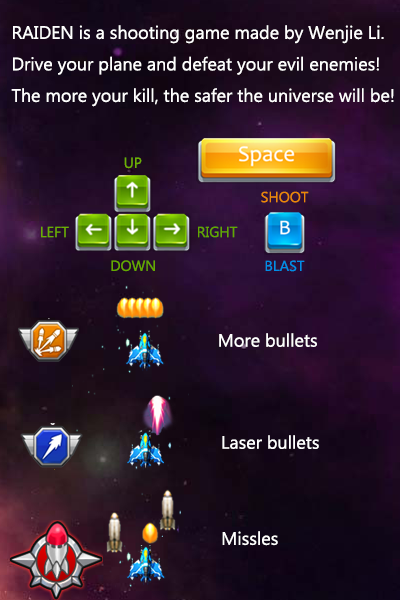 RAIDEN is a shooting game made by Wenjie Li.
Drive your plane and defeat your evil enemies!
The more your kill, the safer the universe will be!
Space
UP
SHOOT
LEFT
RIGHT
B
DOWN
BLAST
More bullets
Laser bullets
Missles